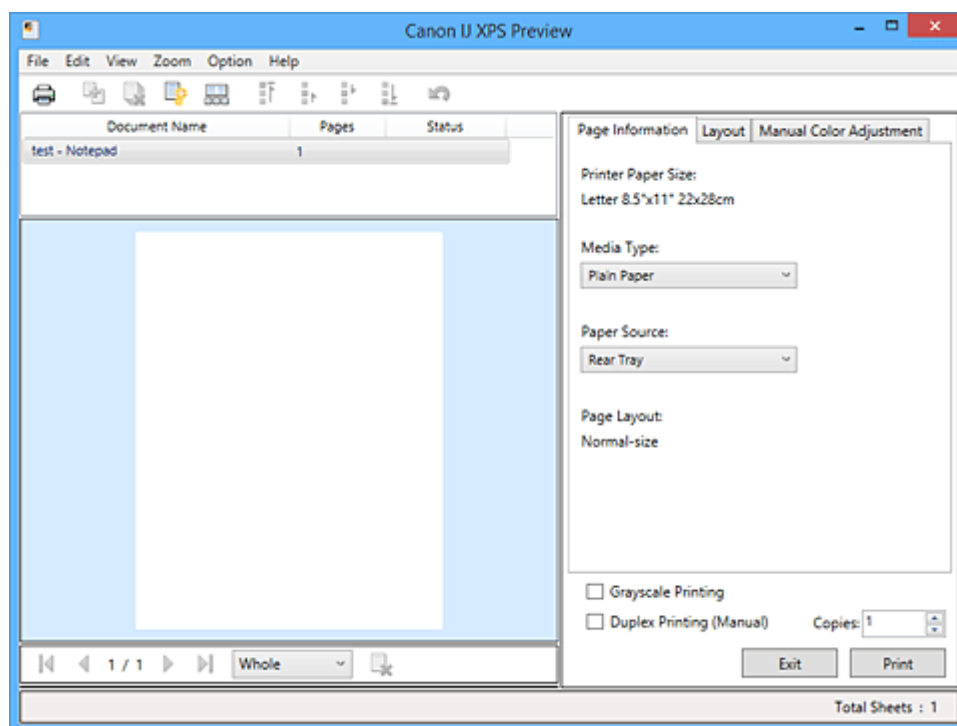 Canon IJ XPS Preview
File Edit View Zoom Option Help
Document Name Pages Status
test - Notepad 1
Page Information Layout Manual Color Adjustment
Printer Paper Size:
Letter 8.5"x11" 22x28cm
Media Type:
Plain Paper
Paper Source:
Rear Tray
Page Layout:
Normal-size
Grayscale Printing
Duplex Printing (Manual) Copies: 1
1 / 1 Whole
Exit Print
Total Sheets : 1